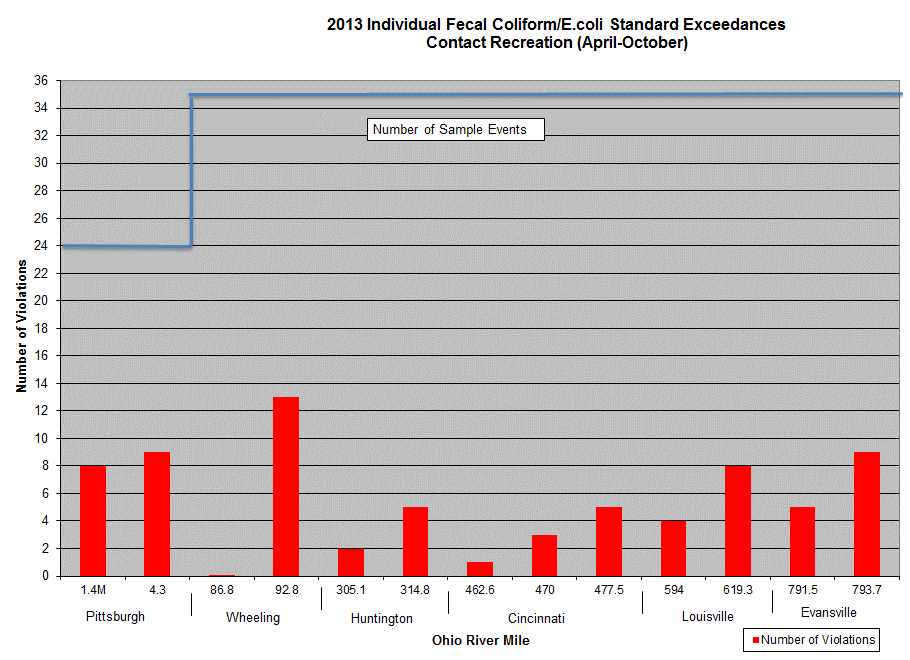 2013 Individual Fecal Coliform/E.coli Standard Exceedances
Contact Recreation (April-October)
36
34
32
30
28
26
24
22
20
18
16
14
12
10
8
6
4
2
0
Number of Violations
Number of Sample Events
1.4M 4.3 86.8 92.8 305.1 314.8 462.6 470 477.5 594 619.3 791.5 793.7
Pittsburgh Wheeling Huntington Cincinnati Louisville Evansville
Ohio River Mile
Number of Violations